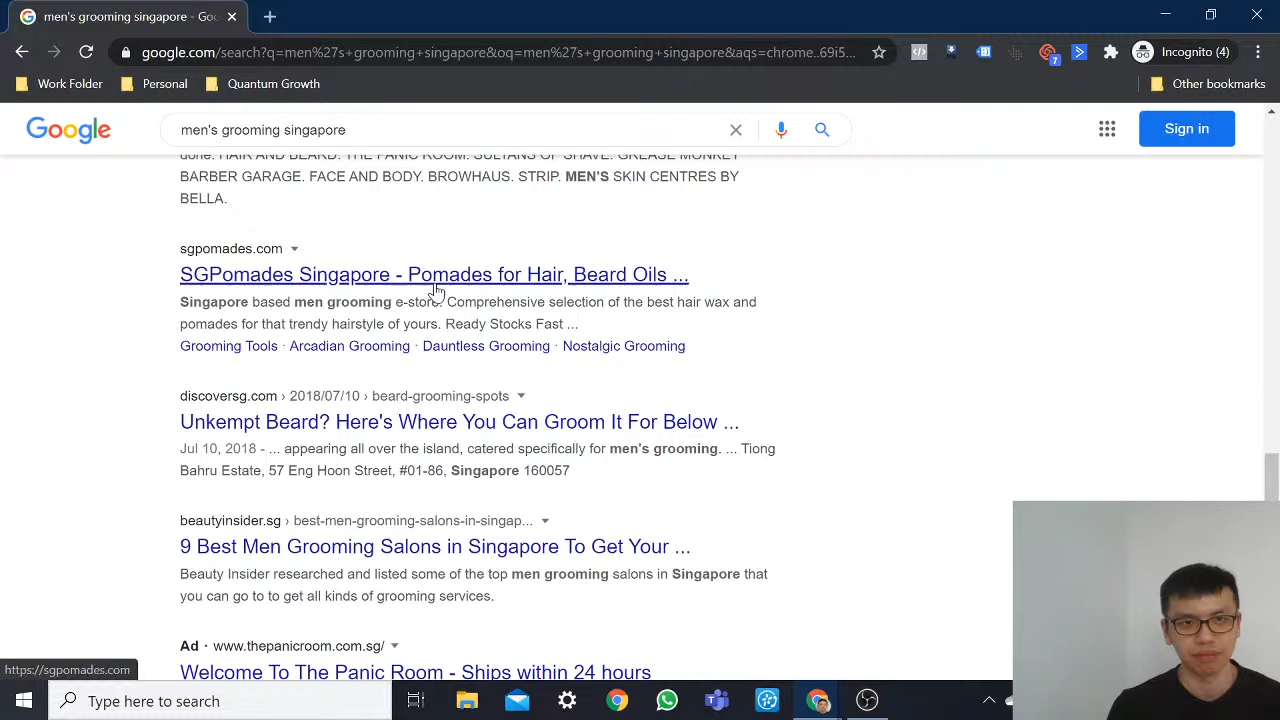 men's grooming singapore - Goo
google.com/search?q=men%27s+grooming+singapore&oq=men%27s+grooming+singapore&aqs=chrome..69i5...
7
Incognito (4)
Work Folder
Personal
Quantum Growth
Other bookmarks
Google
men's grooming singapore
Sign in
done. HAIR AND BEARD. THE PANIC ROOM. SULTANS OF SHAVE. GREASE MONKEY
BARBER GARAGE. FACE AND BODY. BROWHAUS. STRIP. MEN'S SKIN CENTRES BY
BELLA.
sgpomades.com
SGPomades Singapore - Pomades for Hair, Beard Oils ...
Singapore based men grooming e-store. Comprehensive selection of the best hair wax and
pomades for that trendy hairstyle of yours. Ready Stocks Fast ...
Grooming Tools · Arcadian Grooming · Dauntless Grooming · Nostalgic Grooming
discoversg.com › 2018/07/10 › beard-grooming-spots
Unkempt Beard? Here's Where You Can Groom It For Below ...
Jul 10, 2018 - ... appearing all over the island, catered specifically for men's grooming. ... Tiong
Bahru Estate, 57 Eng Hoon Street, #01-86, Singapore 160057
beautyinsider.sg › best-men-grooming-salons-in-singap...
9 Best Men Grooming Salons in Singapore To Get Your ...
Beauty Insider researched and listed some of the top men grooming salons in Singapore that
you can go to to get all kinds of grooming services.
Ad · www.thepanicroom.com.sg/
https://sgpomades.com
Welcome To The Panic Room - Ships within 24 hours
Type here to search